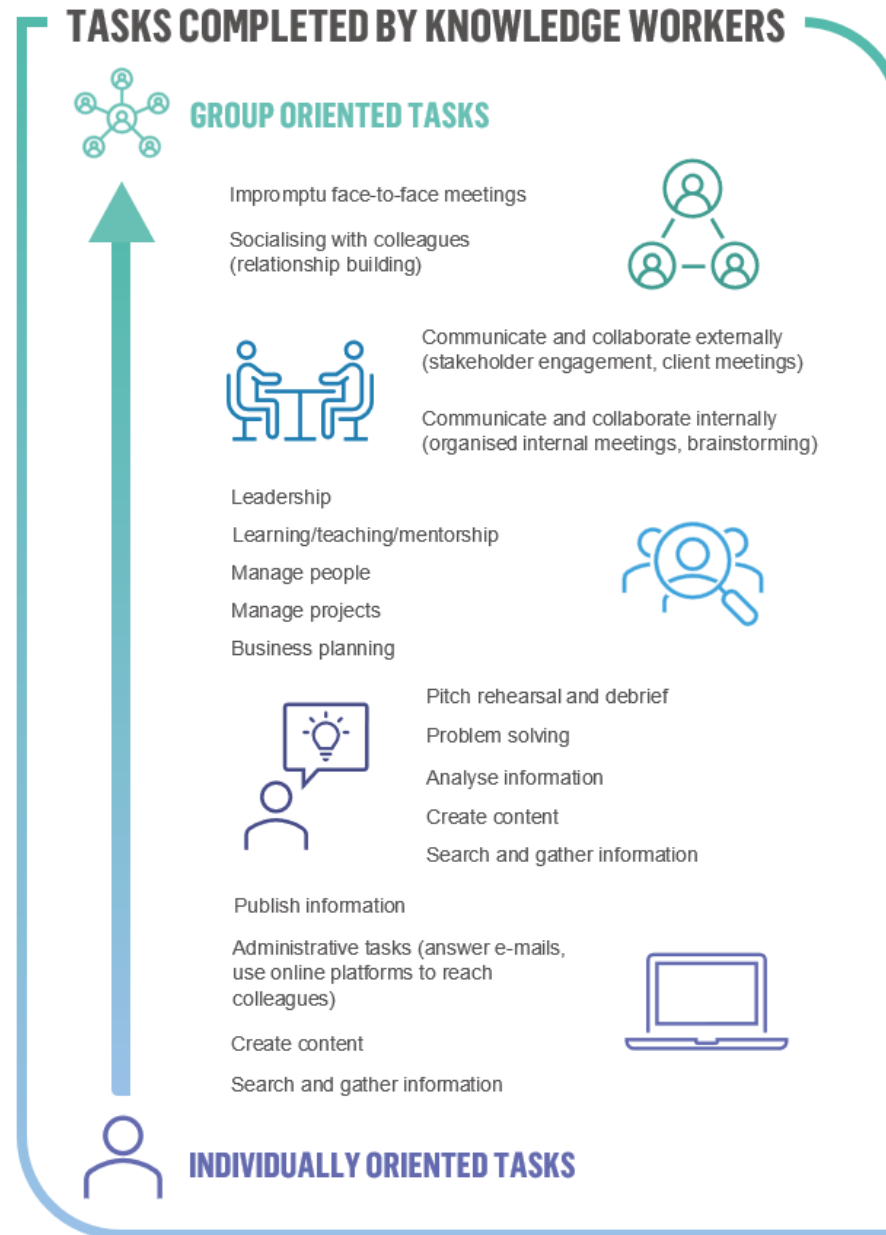 TASKS COMPLETED BY KNOWLEDGE WORKERS
GROUP ORIENTED TASKS
Impromptu face-to-face meetings
Socialising with colleagues
(relationship building)
Communicate and collaborate externally
(stakeholder engagement, client meetings)
Communicate and collaborate internally
(organised internal meetings, brainstorming)
Leadership
Learning/teaching/mentorship
Manage people
Manage projects
Business planning
Pitch rehearsal and debrief
Problem solving
Analyse information
Create content
Search and gather information
Publish information
Administrative tasks (answer e-mails,
use online platforms to reach
colleagues)
Create content
Search and gather information
INDIVIDUALLY ORIENTED TASKS